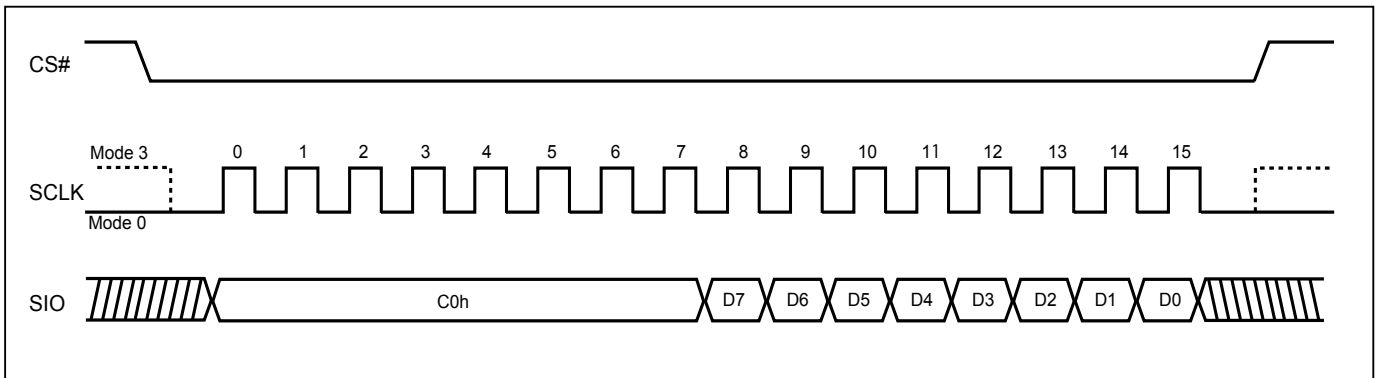 CS#
Mode 3 0 1 2 3 4 5 6 7 8 9 10 11 12 13 14 15
SCLK
Mode 0
SIO C0h D7 D6 D5 D4 D3 D2 D1 D0